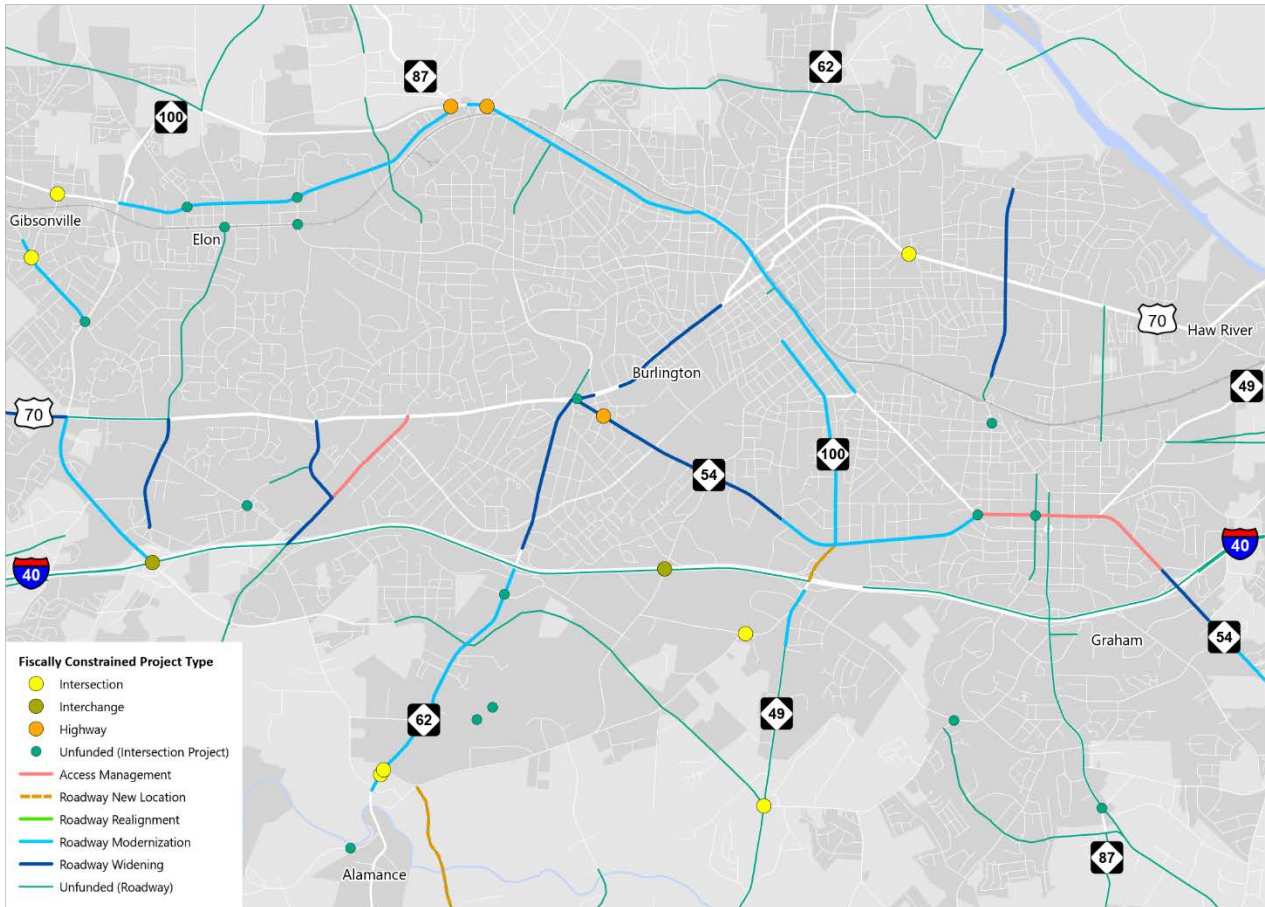 62
87
100
Gibsonville
Elon
70
Haw River
49
Burlington
70
100
54
40
40
Graham
54
62
49
87
Alamance
Fiscally Constrained Project Type
Intersection
Interchange
Highway
Unfunded (Intersection Project)
Access Management
Roadway New Location
Roadway Realignment
Roadway Modernization
Roadway Widening
Unfunded (Roadway)